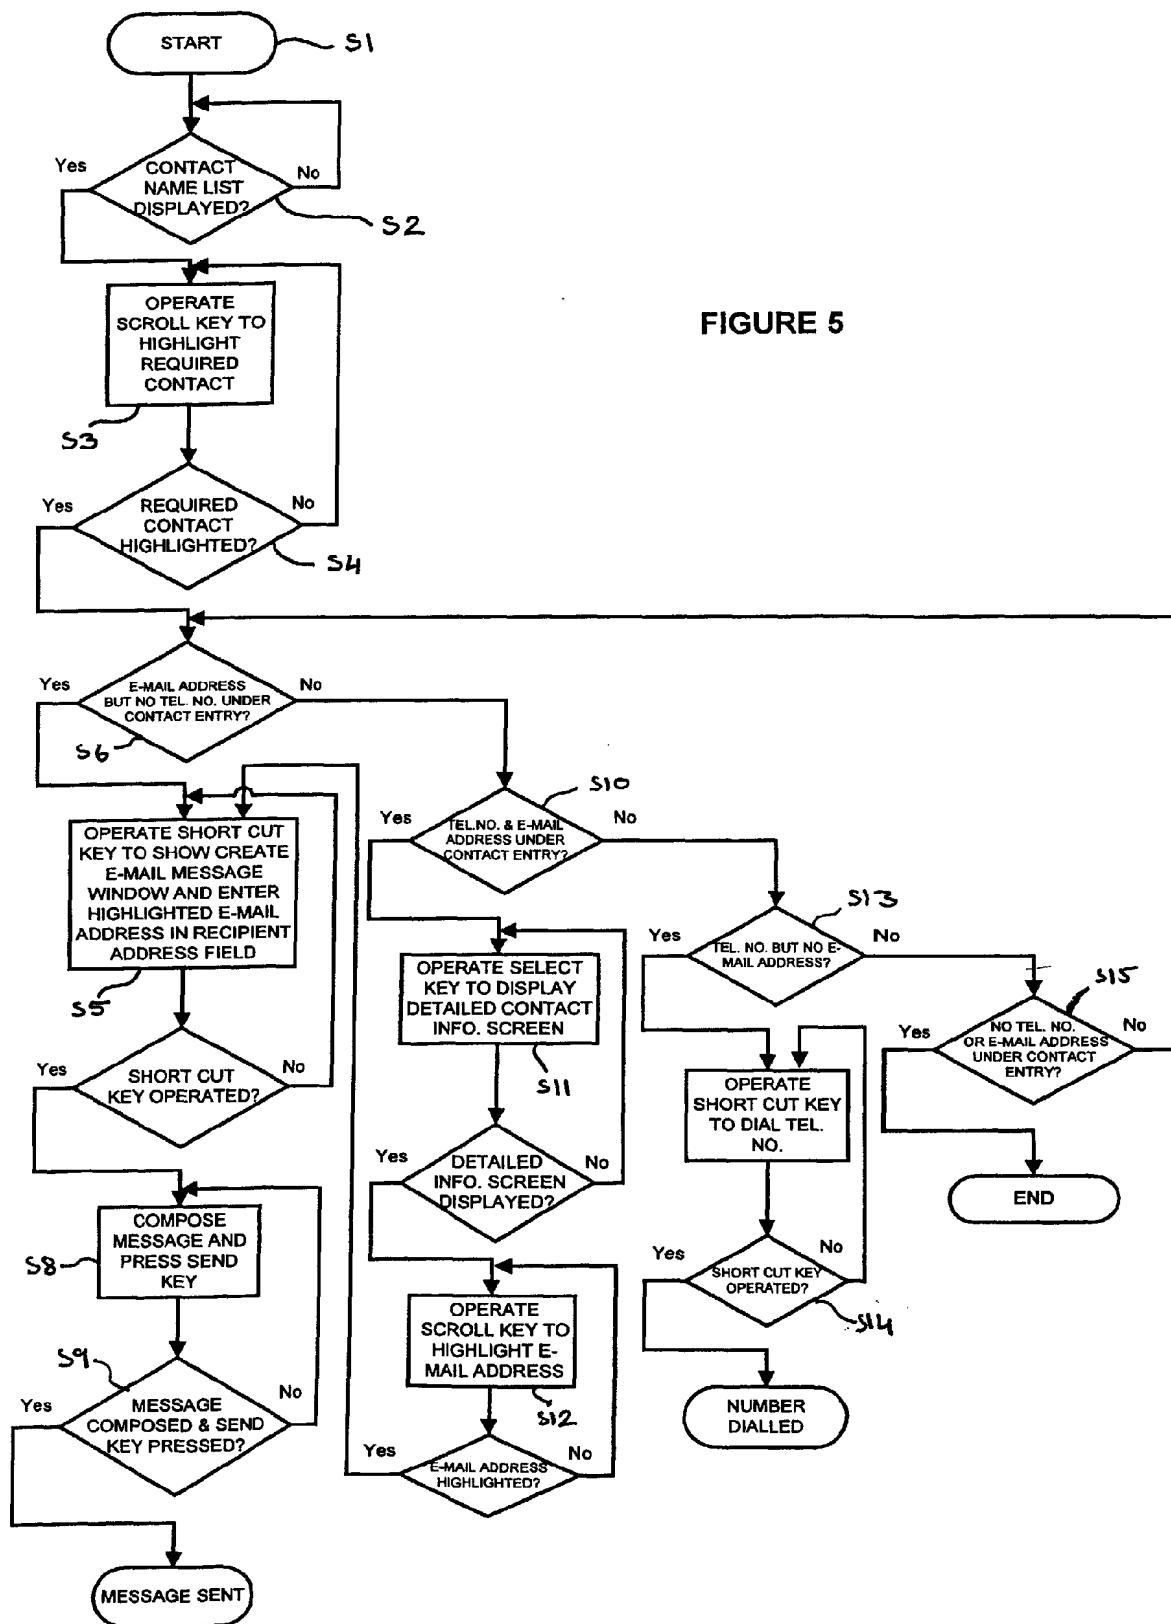 START
S1
Yes
CONTACT
NAME LIST
DISPLAYED?
No
S2
OPERATE
SCROLL KEY TO
HIGHLIGHT
REQUIRED
CONTACT
S3
FIGURE 5
Yes
REQUIRED
CONTACT
HIGHLIGHTED?
No
S4
Yes
E-MAIL ADDRESS
BUT NO TEL. NO. UNDER
CONTACT ENTRY?
No
S6
OPERATE SHORT CUT
KEY TO SHOW CREATE
E-MAIL MESSAGE
WINDOW AND ENTER
HIGHLIGHTED E-MAIL
ADDRESS IN RECIPIENT
ADDRESS FIELD
S5
Yes
SHORT CUT
KEY OPERATED?
No
COMPOSE
MESSAGE AND
PRESS SEND
KEY
S8
S9
Yes
MESSAGE
COMPOSED & SEND
KEY PRESSED?
No
MESSAGE SENT
S10
Yes
TEL.NO. & E-MAIL
ADDRESS UNDER
CONTACT ENTRY?
No
OPERATE SELECT
KEY TO DISPLAY
DETAILED CONTACT
INFO. SCREEN
S11
Yes
DETAILED
INFO. SCREEN
DISPLAYED?
No
OPERATE
SCROLL KEY TO
HIGHLIGHT E-
MAIL ADDRESS
S12
Yes
E-MAIL ADDRESS
HIGHLIGHTED?
No
S13
Yes
TEL. NO. BUT NO E-
MAIL ADDRESS?
No
OPERATE
SHORT CUT KEY
TO DIAL TEL.
NO.
Yes
SHORT CUT KEY
OPERATED?
No
S14
NUMBER
DIALLED
S15
Yes
NO TEL. NO.
OR E-MAIL ADDRESS
UNDER CONTACT
ENTRY?
No
END